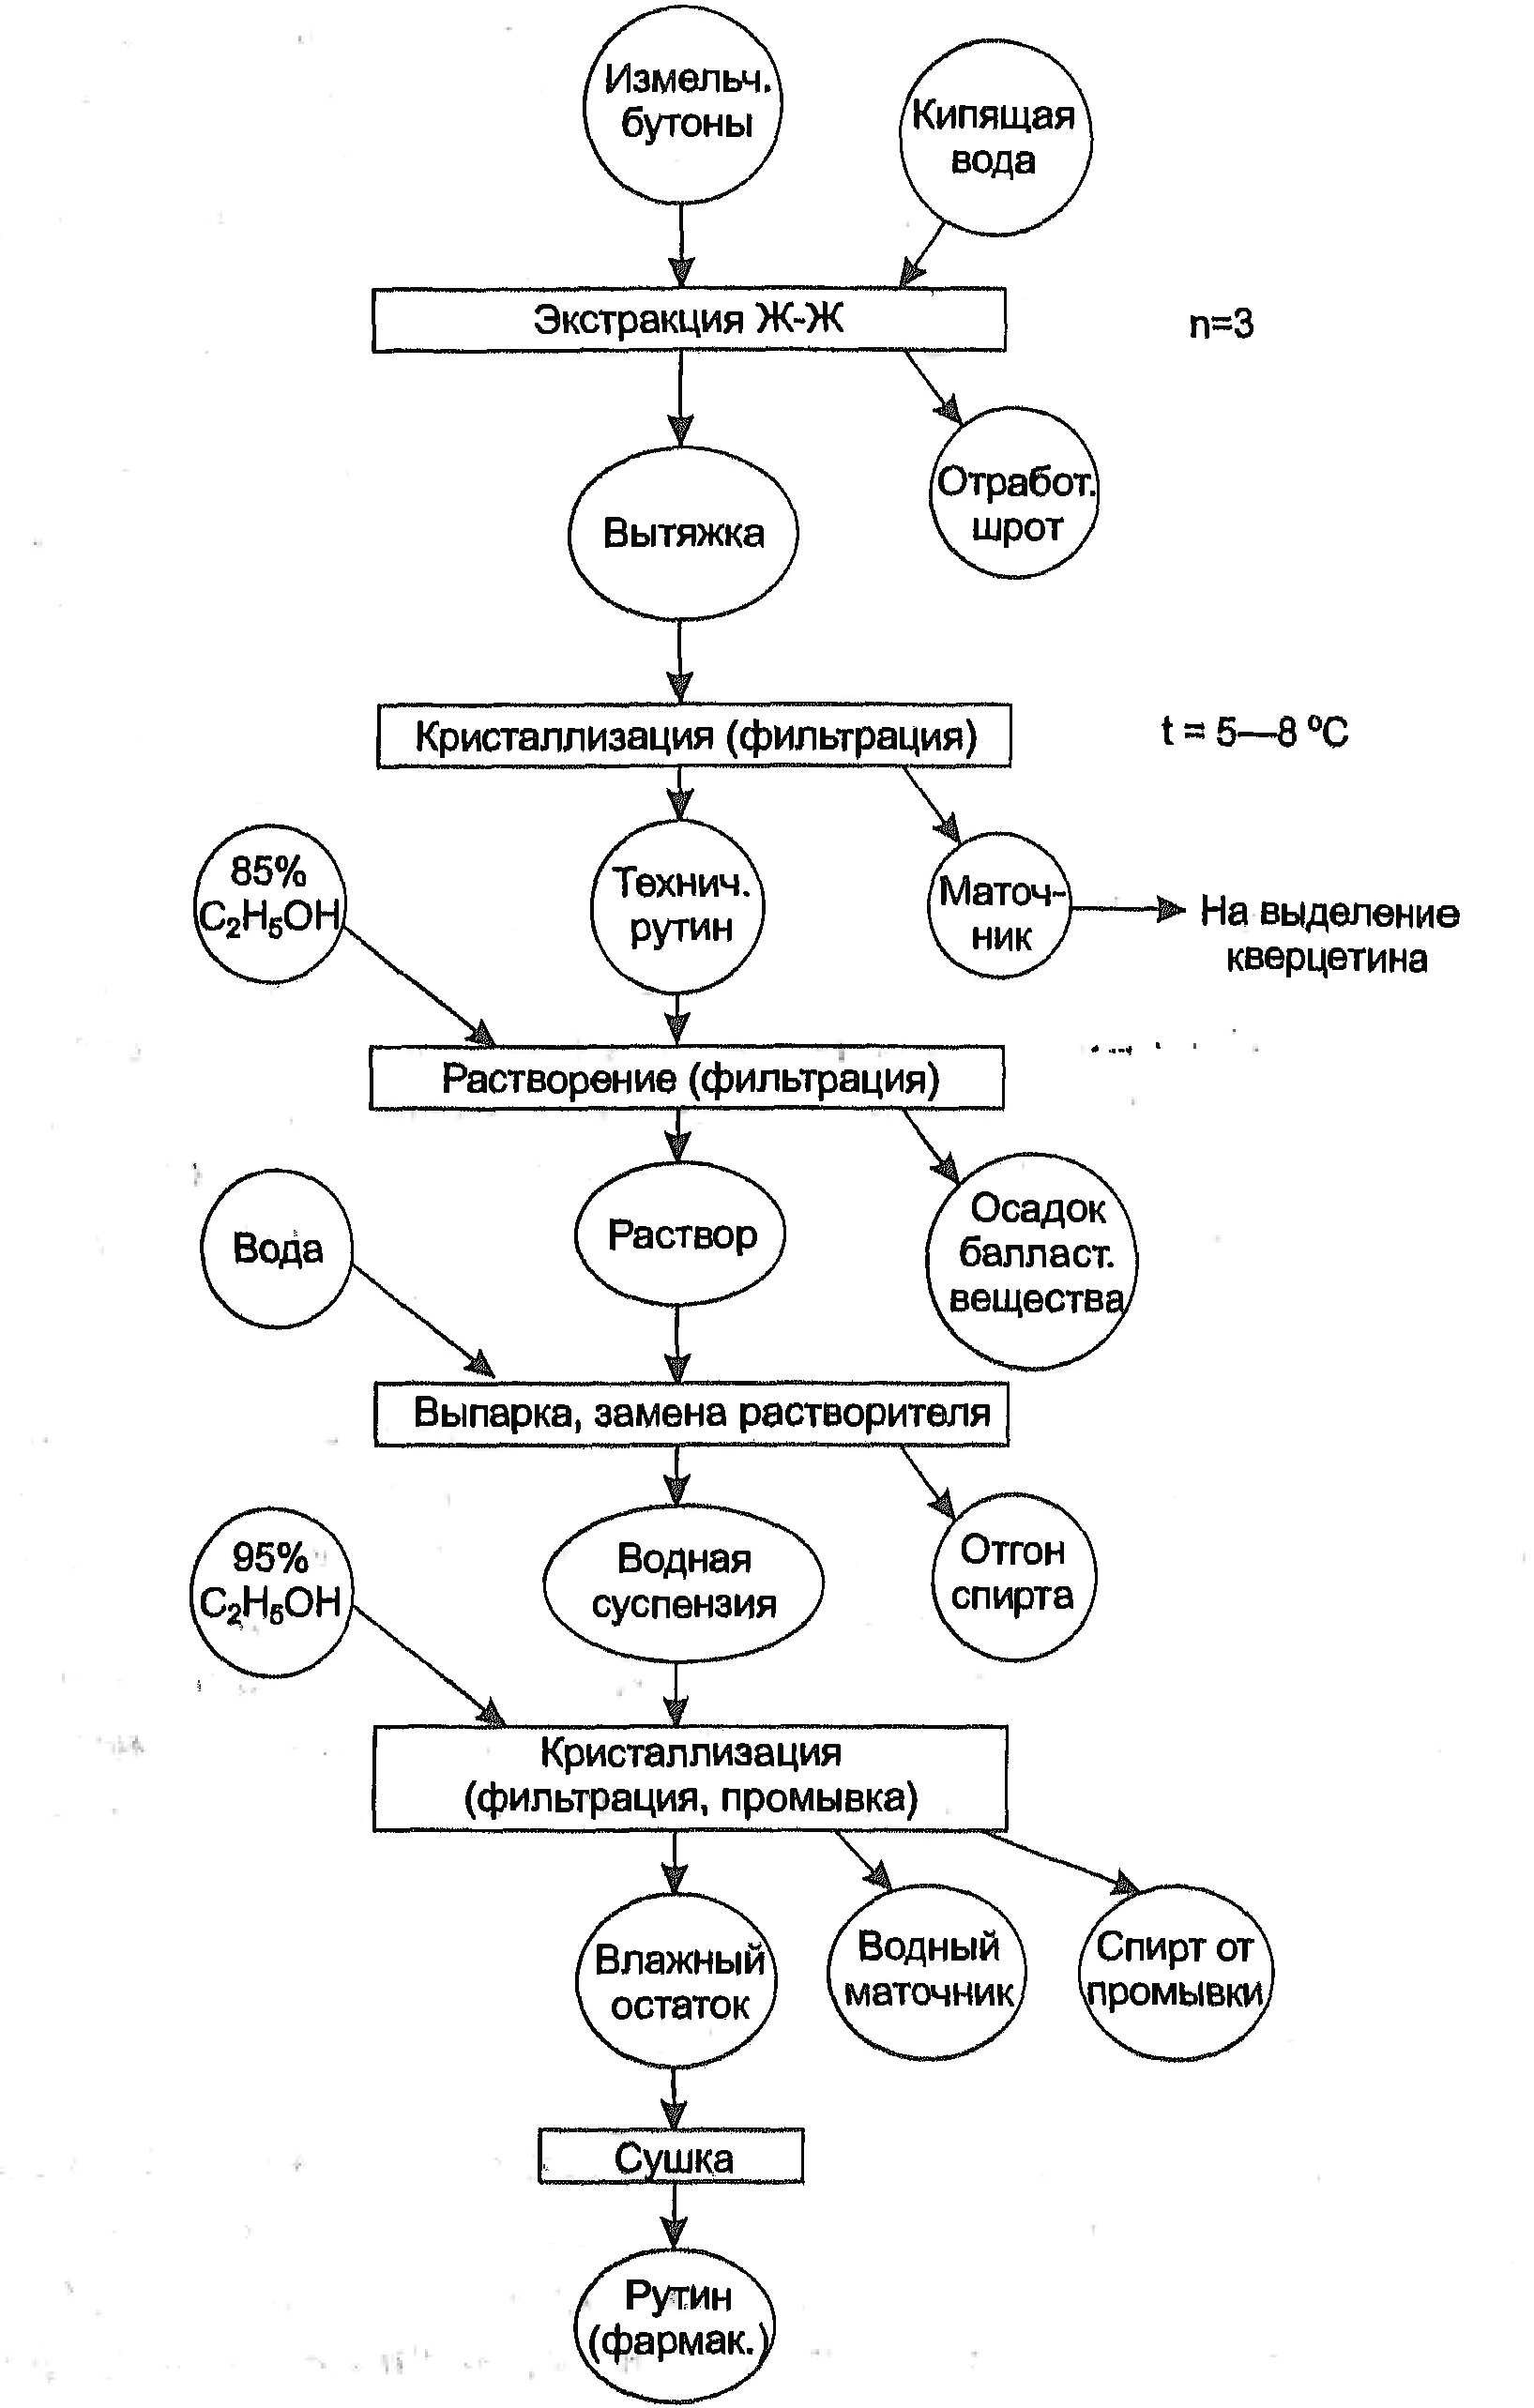 Измельч.
бутоны
Кипящая
вода
Экстракция Ж-Ж
n=3
Вытяжка
Отработ.
шрот
Кристаллизация (фильтрация)
t = 5—8 ºC
85%
C₂H₅OH
Технич.
рутин
Маточ-
ник
На выделение
кверцетина
Растворение (фильтрация)
Вода
Раствор
Осадок
балласт.
вещества
Выпарка, замена растворителя
95%
C₂H₅OH
Водная
суспензия
Отгон
спирта
Кристаллизация
(фильтрация, промывка)
Влажный
остаток
Водный
маточник
Спирт от
промывки
Сушка
Рутин
(фармак.)